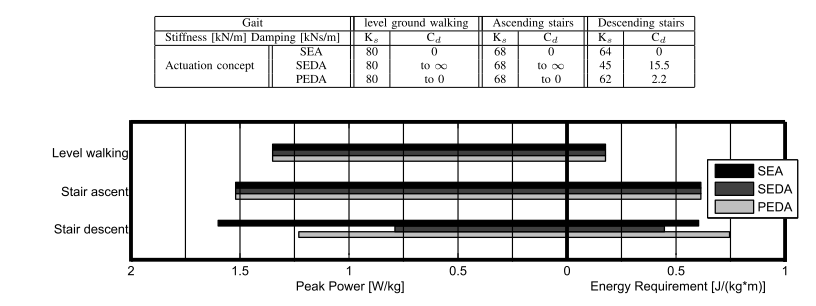 Gait level ground walking Ascending stairs Descending stairs
Stiffness [kN/m] Damping [kNs/m] K_s C_d K_s C_d K_s C_d
SEA 80 0 68 0 64 0
Actuation concept SEDA 80 to ∞ 68 to ∞ 45 15.5
PEDA 80 to 0 68 to 0 62 2.2
Level walking
Stair ascent
Stair descent
SEA
SEDA
PEDA
2 1.5 1 0.5 0 0.5 1
Peak Power [W/kg] Energy Requirement [J/(kg*m)]